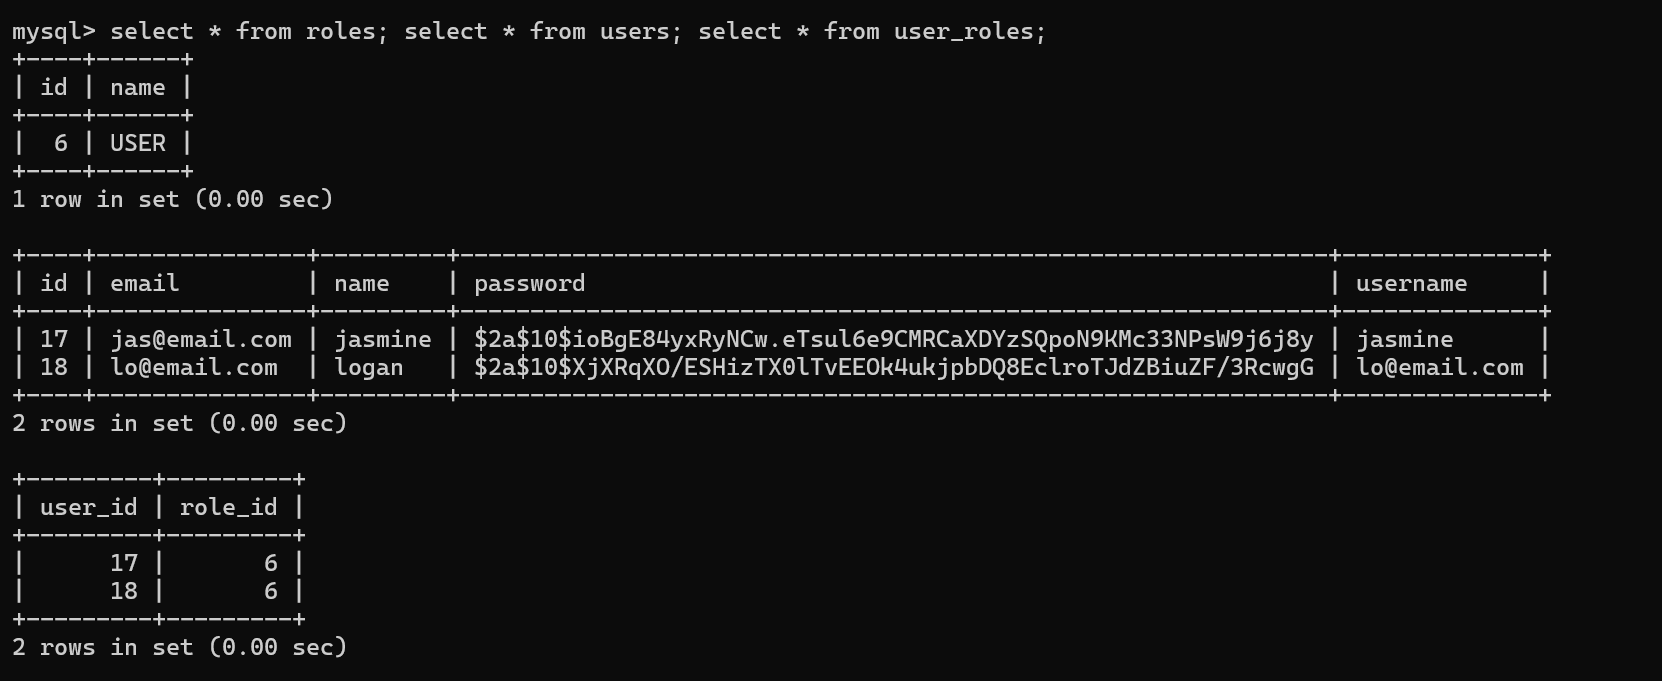 mysql> select * from roles; select * from users; select * from user_roles;
+----+------+
| id | name |
+----+------+
|  6 | USER |
+----+------+
1 row in set (0.00 sec)

+----+---------------+---------+--------------------------------------------------------------+--------------+
| id | email         | name    | password                                                     | username     |
+----+---------------+---------+--------------------------------------------------------------+--------------+
| 17 | jas@email.com | jasmine | $2a$10$ioBgE84yxRyNCw.eTsul6e9CMRCaXDYzSQpoN9KMc33NPsW9j6j8y | jasmine      |
| 18 | lo@email.com  | logan   | $2a$10$XjXRqXO/ESHizTX0lTvEEOk4ukjpbDQ8EclroTJdZBiuZF/3RcwgG | lo@email.com |
+----+---------------+---------+--------------------------------------------------------------+--------------+
2 rows in set (0.00 sec)

+---------+---------+
| user_id | role_id |
+---------+---------+
|      17 |       6 |
|      18 |       6 |
+---------+---------+
2 rows in set (0.00 sec)